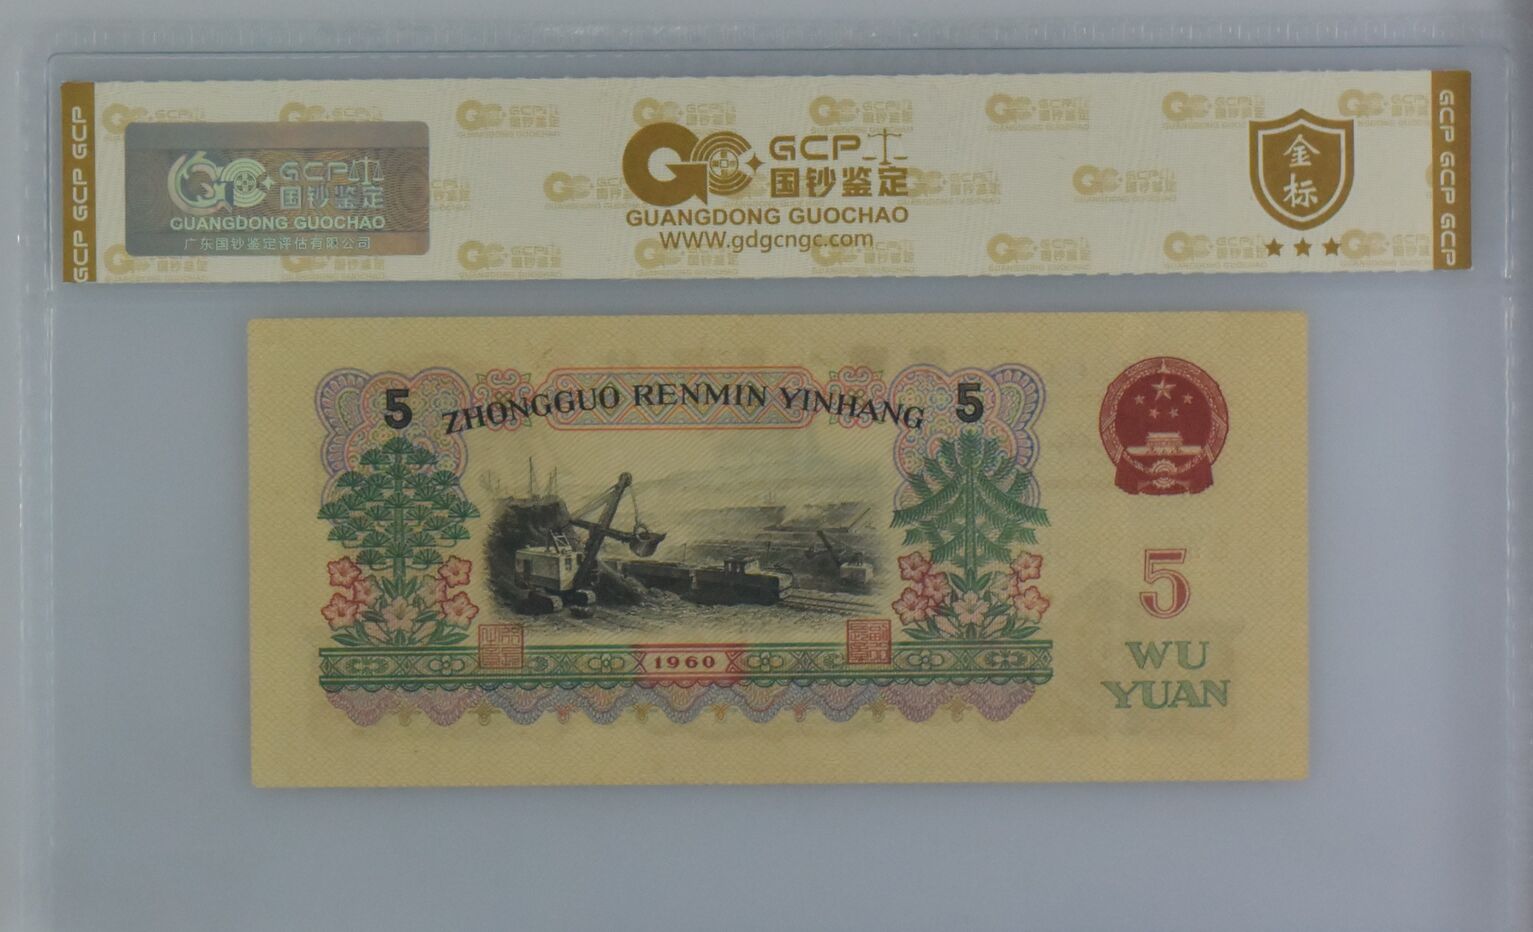 GCP GCP GCP
GCP
国钞鉴定
GUANGDONG GUOCHAO
广东国钞鉴定评估有限公司
GCP
国钞鉴定
GUANGDONG GUOCHAO
WWW.gdgcngc.com
金
标
GCP GCP GCP
5
ZHONGGUO RENMIN YINHANG
5
1960
5
WU
YUAN